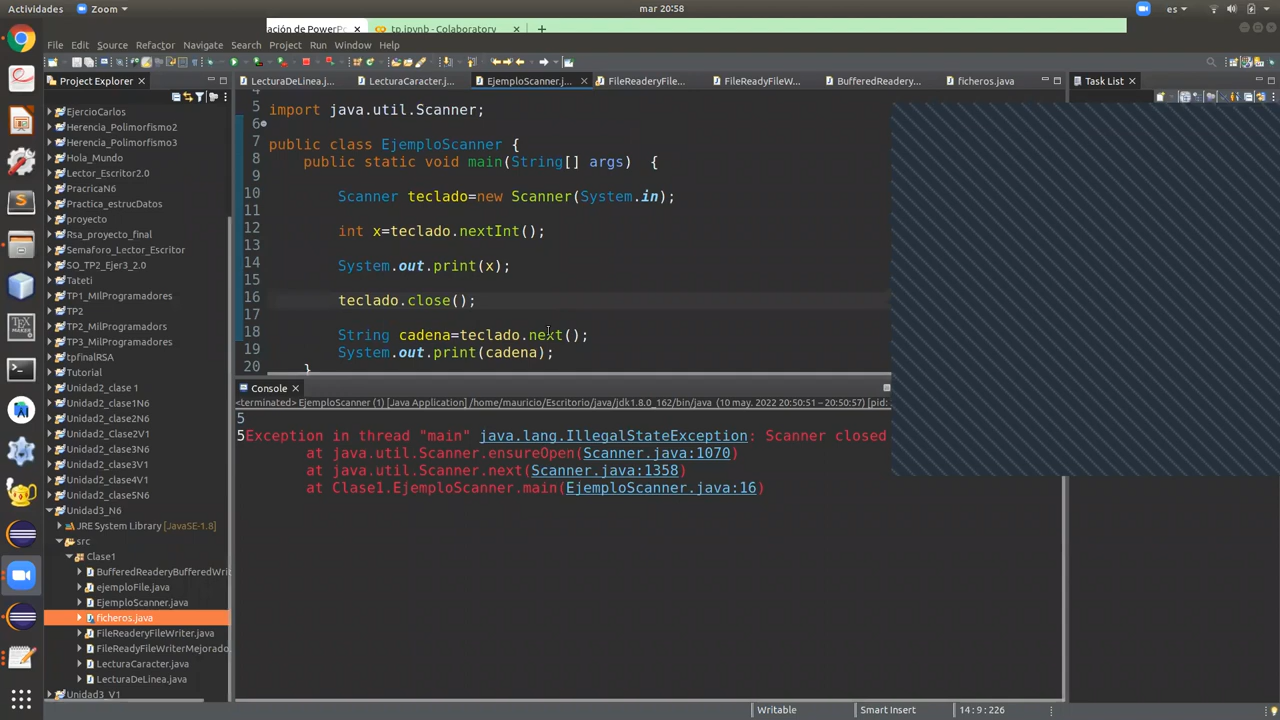 Actividades
Zoom
mar 20:58
es
ación de PowerPo
tp.ipynb - Colaboratory
File Edit Source Refactor Navigate Search Project Run Window Help
Project Explorer
LecturaDeLinea.j...
LecturaCaracter.j...
EjemploScanner.j...
FileReaderyFile...
FileReadyFileW...
BufferedReadery...
ficheros.java
Task List
EjercioCarlos
Herencia_Polimorfismo2
Herencia_Polimorfismo3
Hola_Mundo
Lector_Escritor2.0
PracricaN6
Practica_estrucDatos
proyecto
Rsa_proyecto_final
Semaforo_Lector_Escritor
SO_TP2_Ejer3_2.0
Tateti
TP1_MilProgramadores
TP2
TP2_MilProgramadors
TP3_MilProgramadores
tpfinalRSA
Tutorial
Unidad2_clase 1
Unidad2_clase1N6
Unidad2_clase2N6
Unidad2_Clase2V1
Unidad2_clase3N6
Unidad2_clase3V1
Unidad2_clase4V1
Unidad2_clase5N6
Unidad3_N6
JRE System Library [JavaSE-1.8]
src
Clase1
BufferedReaderyBufferedWri
ejemploFile.java
EjemploScanner.java
ficheros.java
FileReaderyFileWriter.java
FileReadyFileWriterMejorado
LecturaCaracter.java
LecturaDeLinea.java
Unidad3_V1
4
5 import java.util.Scanner;
6
7 public class EjemploScanner {
8 public static void main(String[] args) {
9
10 Scanner teclado=new Scanner(System.in);
11
12 int x=teclado.nextInt();
13
14 System.out.print(x);
15
16 teclado.close();
17
18 String cadena=teclado.next();
19 System.out.print(cadena);
20 }
Console
<terminated> EjemploScanner (1) [Java Application] /home/mauricio/Escritorio/java/jdk1.8.0_162/bin/java (10 may. 2022 20:50:51 – 20:50:57) [pid:
5
5Exception in thread "main" java.lang.IllegalStateException: Scanner closed
at java.util.Scanner.ensureOpen(Scanner.java:1070)
at java.util.Scanner.next(Scanner.java:1358)
at Clase1.EjemploScanner.main(EjemploScanner.java:16)
Writable
Smart Insert
14 : 9 : 226